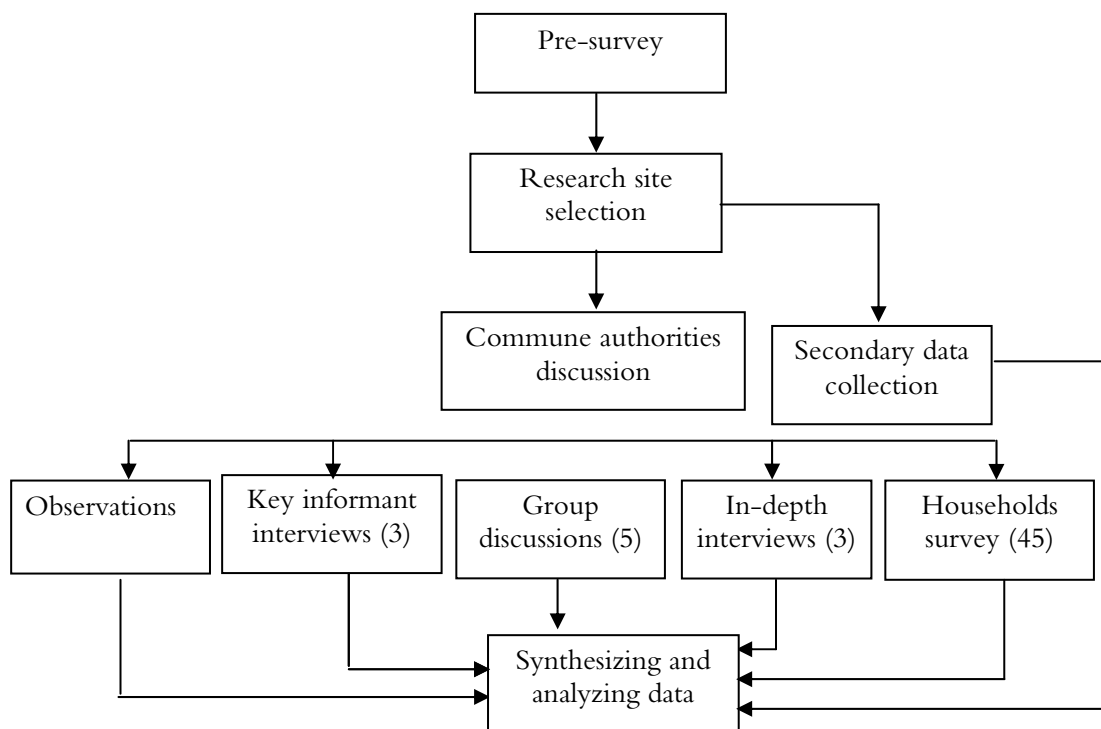 Pre-survey
Research site
selection
Commune authorities
discussion
Secondary data
collection
Observations
Key informant
interviews (3)
Group
discussions (5)
In-depth
interviews (3)
Households
survey (45)
Synthesizing and
analyzing data